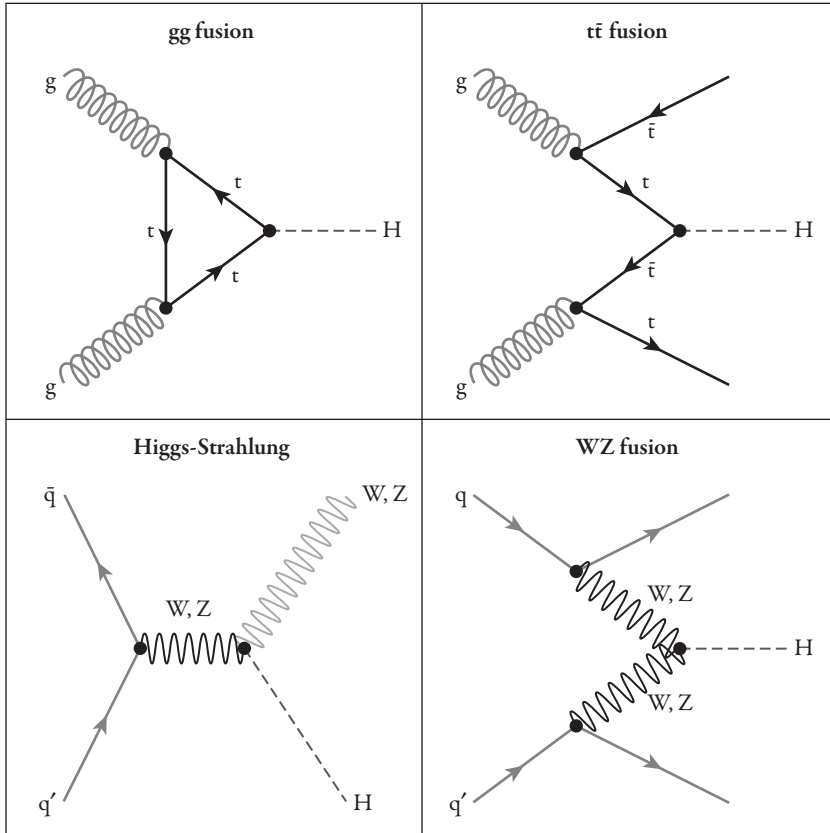 gg fusion
g
t
t
t
H
g
tt̄ fusion
g
t̄
t
H
t̄
t
g
Higgs-Strahlung
q̄
W, Z
W, Z
q′
H
WZ fusion
q
W, Z
H
W, Z
q′